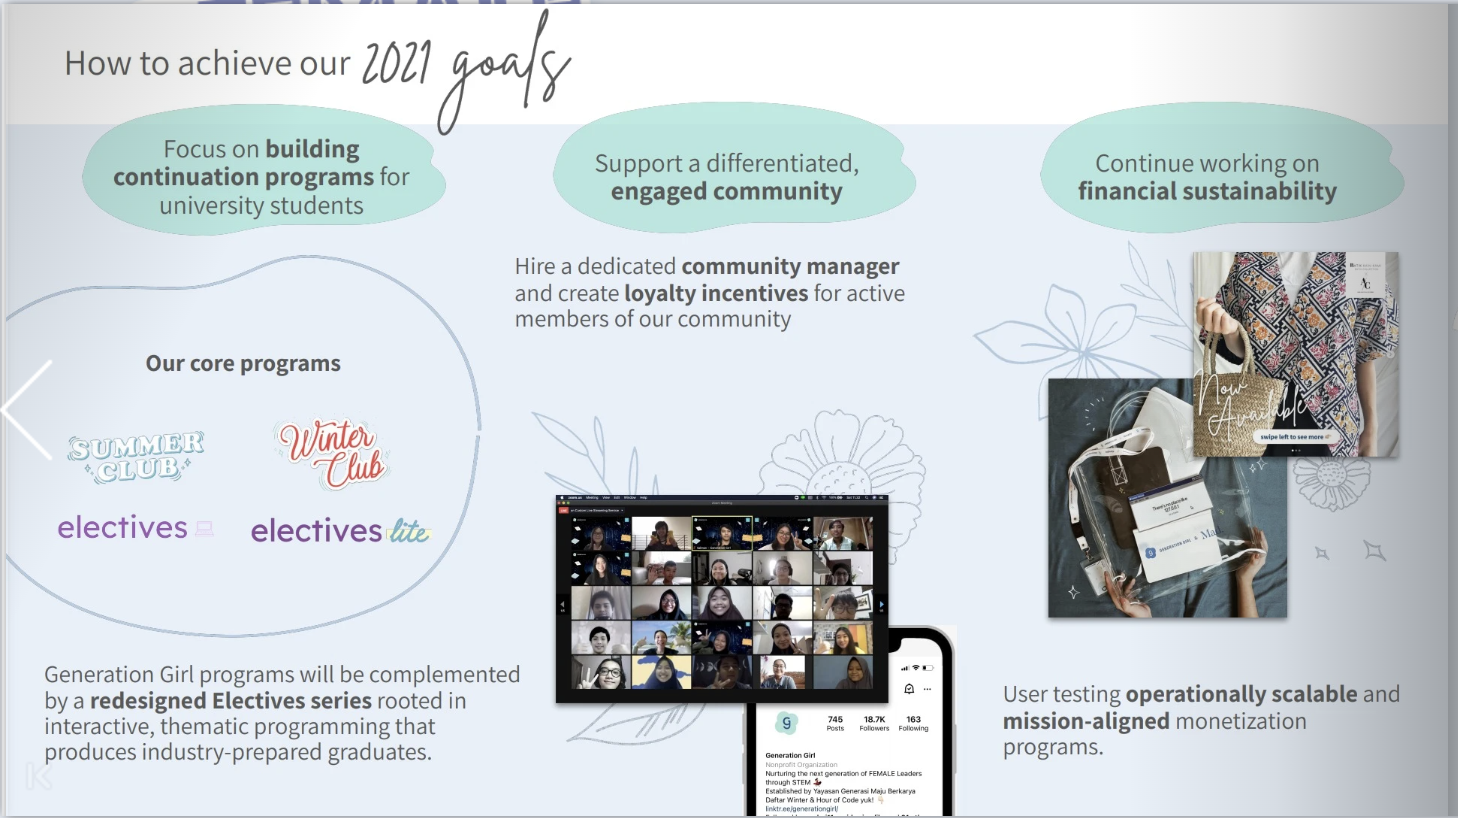 How to achieve our 2021 goals
Focus on building
continuation programs for
university students
Our core programs
SUMMER
CLUB
Winter
Club
electives
electives lite
Generation Girl programs will be complemented
by a redesigned Electives series rooted in
interactive, thematic programming that
produces industry-prepared graduates.
Support a differentiated,
engaged community
Hire a dedicated community manager
and create loyalty incentives for active
members of our community
745 18.7K 163
Posts Followers Following
Generation Girl
Nonprofit Organization
Nurturing the next generation of FEMALE Leaders
through STEM
Established by Yayasan Generasi Maju Berkarya
Daftar Winter & Hour of Code yuk!
linktr.ee/generationgirl/
Continue working on
financial sustainability
Now
Available
swipe left to see more
GENERATION GIRL x
User testing operationally scalable and
mission-aligned monetization
programs.